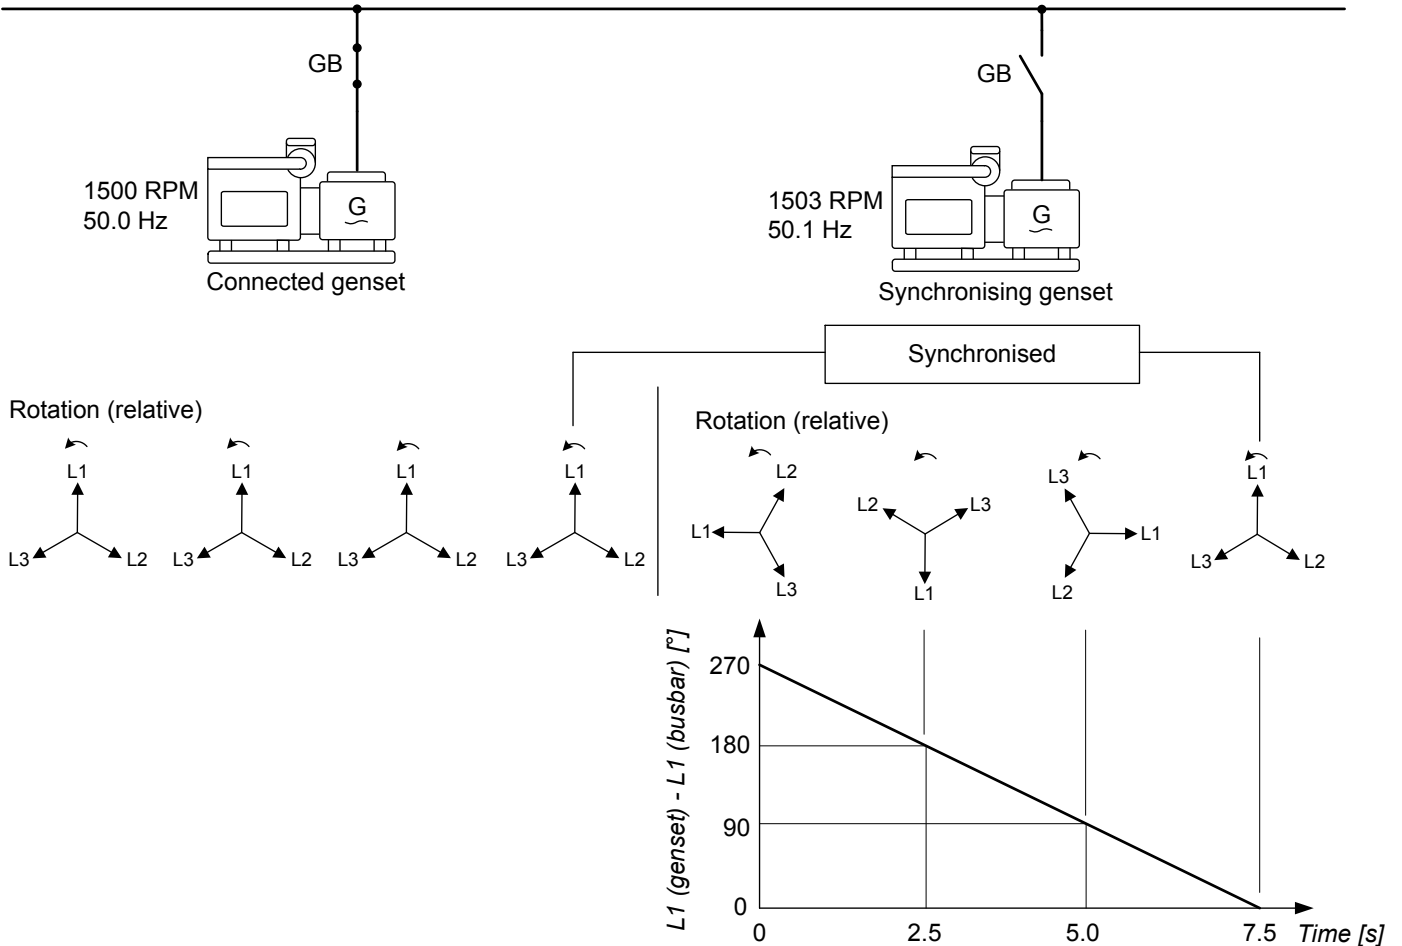 GB
GB
1500 RPM
50.0 Hz
G
Connected genset
1503 RPM
50.1 Hz
G
Synchronising genset
Synchronised
Rotation (relative)
L1
L3
L2
L1
L3
L2
L1
L3
L2
L1
L3
L2
Rotation (relative)
L2
L1
L3
L2
L3
L1
L3
L1
L2
L1
L3
L2
L1 (genset) - L1 (busbar) [°]
270
180
90
0
0
2.5
5.0
7.5
Time [s]